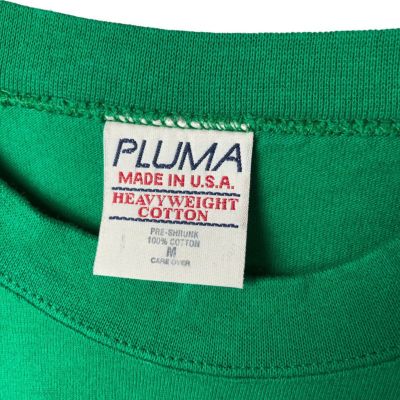 PLUMA
MADE IN U.S.A.
HEAVYWEIGHT
COTTON
PRE-SHRUNK
100% COTTON
M
CARE OVER